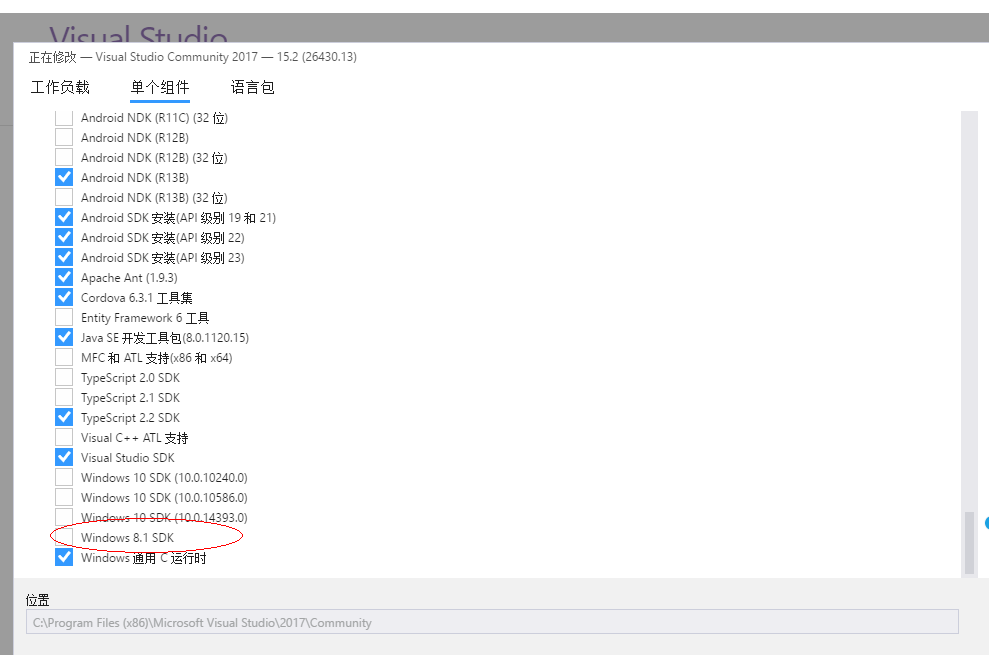 Visual Studio
正在修改 — Visual Studio Community 2017 — 15.2 (26430.13)
工作负载 单个组件 语言包
Android NDK (R11C) (32 位)
Android NDK (R12B)
Android NDK (R12B) (32 位)
Android NDK (R13B)
Android NDK (R13B) (32 位)
Android SDK 安装(API 级别 19 和 21)
Android SDK 安装(API 级别 22)
Android SDK 安装(API 级别 23)
Apache Ant (1.9.3)
Cordova 6.3.1 工具集
Entity Framework 6 工具
Java SE 开发工具包(8.0.1120.15)
MFC 和 ATL 支持(x86 和 x64)
TypeScript 2.0 SDK
TypeScript 2.1 SDK
TypeScript 2.2 SDK
Visual C++ ATL 支持
Visual Studio SDK
Windows 10 SDK (10.0.10240.0)
Windows 10 SDK (10.0.10586.0)
Windows 10 SDK (10.0.14393.0)
Windows 8.1 SDK
Windows 通用 C 运行时
位置
C:\Program Files (x86)\Microsoft Visual Studio\2017\Community